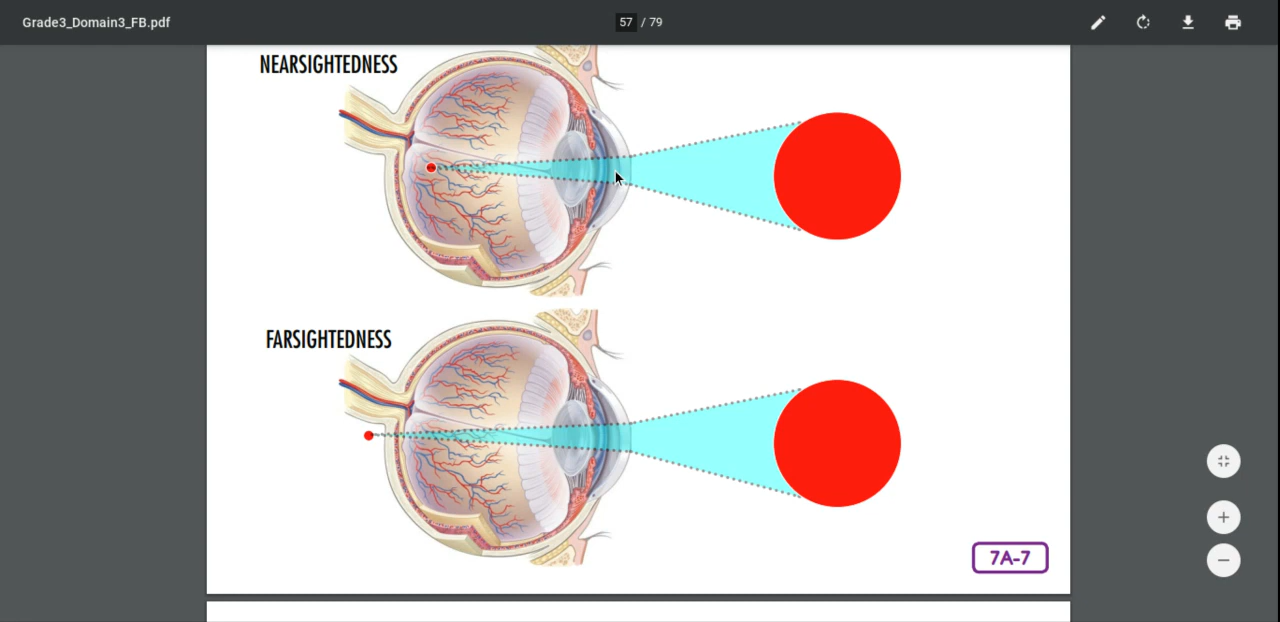 Grade3_Domain3_FB.pdf
57 / 79
NEARSIGHTEDNESS
FARSIGHTEDNESS
7A-7